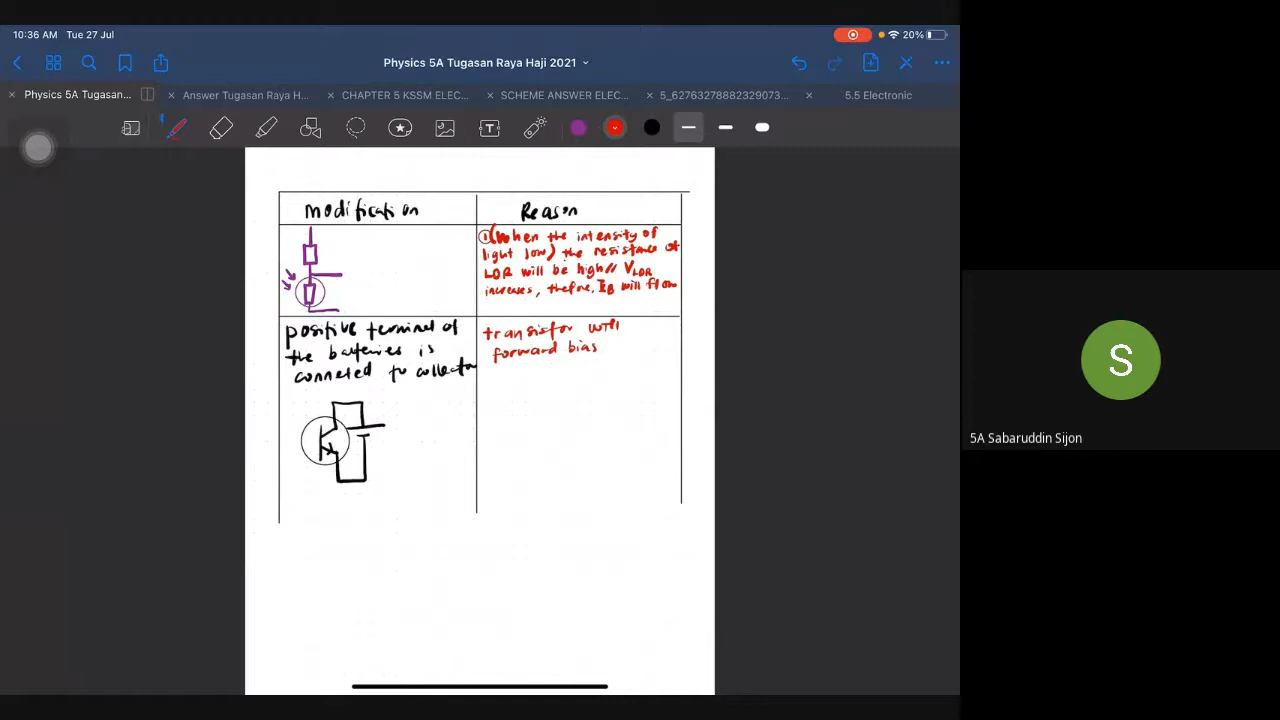 10:36 AM Tue 27 Jul
20%
Physics 5A Tugasan Raya Haji 2021
Physics 5A Tugasan...
Answer Tugasan Raya H...
CHAPTER 5 KSSM ELEC...
SCHEME ANSWER ELEC...
5_62763278882329073...
5.5 Electronic
T
modification
Reason
① (When the intensity of
light low) the resistance of
LDR will be high // VLDR
increases, therfore, IB will flow
positive terminal of
the batteries is
conneted to collector
transistor will
forward bias
S
5A Sabaruddin Sijon